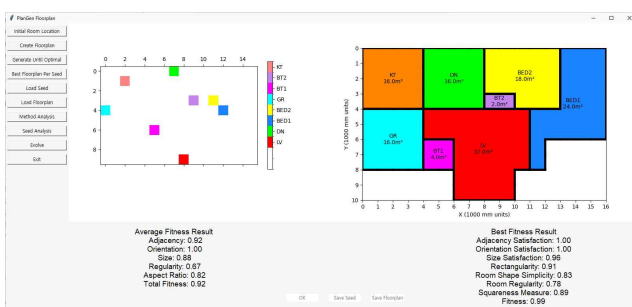 PlanGen Floorplan
Initial Room Location
Create Floorplan
Generate Until Optimal
Best Floorplan Per Seed
Load Seed
Load Floorplan
Method Analysis
Seed Analysis
Evolve
Exit
0 2 4 6 8 10 12 14
0
2
4
6
8
KT
BT2
BT1
GR
BED2
BED1
DN
LV
0
1
2
3
4
5
6
7
8
9
10
Y (1000 mm units)
KT
16.0m²
DN
16.0m²
BED2
18.0m²
BT2
2.0m²
BED1
24.0m²
GR
16.0m²
BT1
4.0m²
LV
0 1 2 3 4 5 6 7 8 9 10 11 12 13 14 15 16
X (1000 mm units)
Average Fitness Result
Adjacency: 0.92
Orientation: 1.00
Size: 0.88
Regularity: 0.67
Aspect Ratio: 0.82
Total Fitness: 0.92
Best Fitness Result
Adjacency Satisfaction: 1.00
Orientation Satisfaction: 1.00
Size Satisfaction: 0.96
Rectangularity: 0.91
Room Shape Simplicity: 0.83
Room Regularity: 0.78
Squareness Measure: 0.89
Fitness: 0.99
OK
Save Seed
Save Floorplan